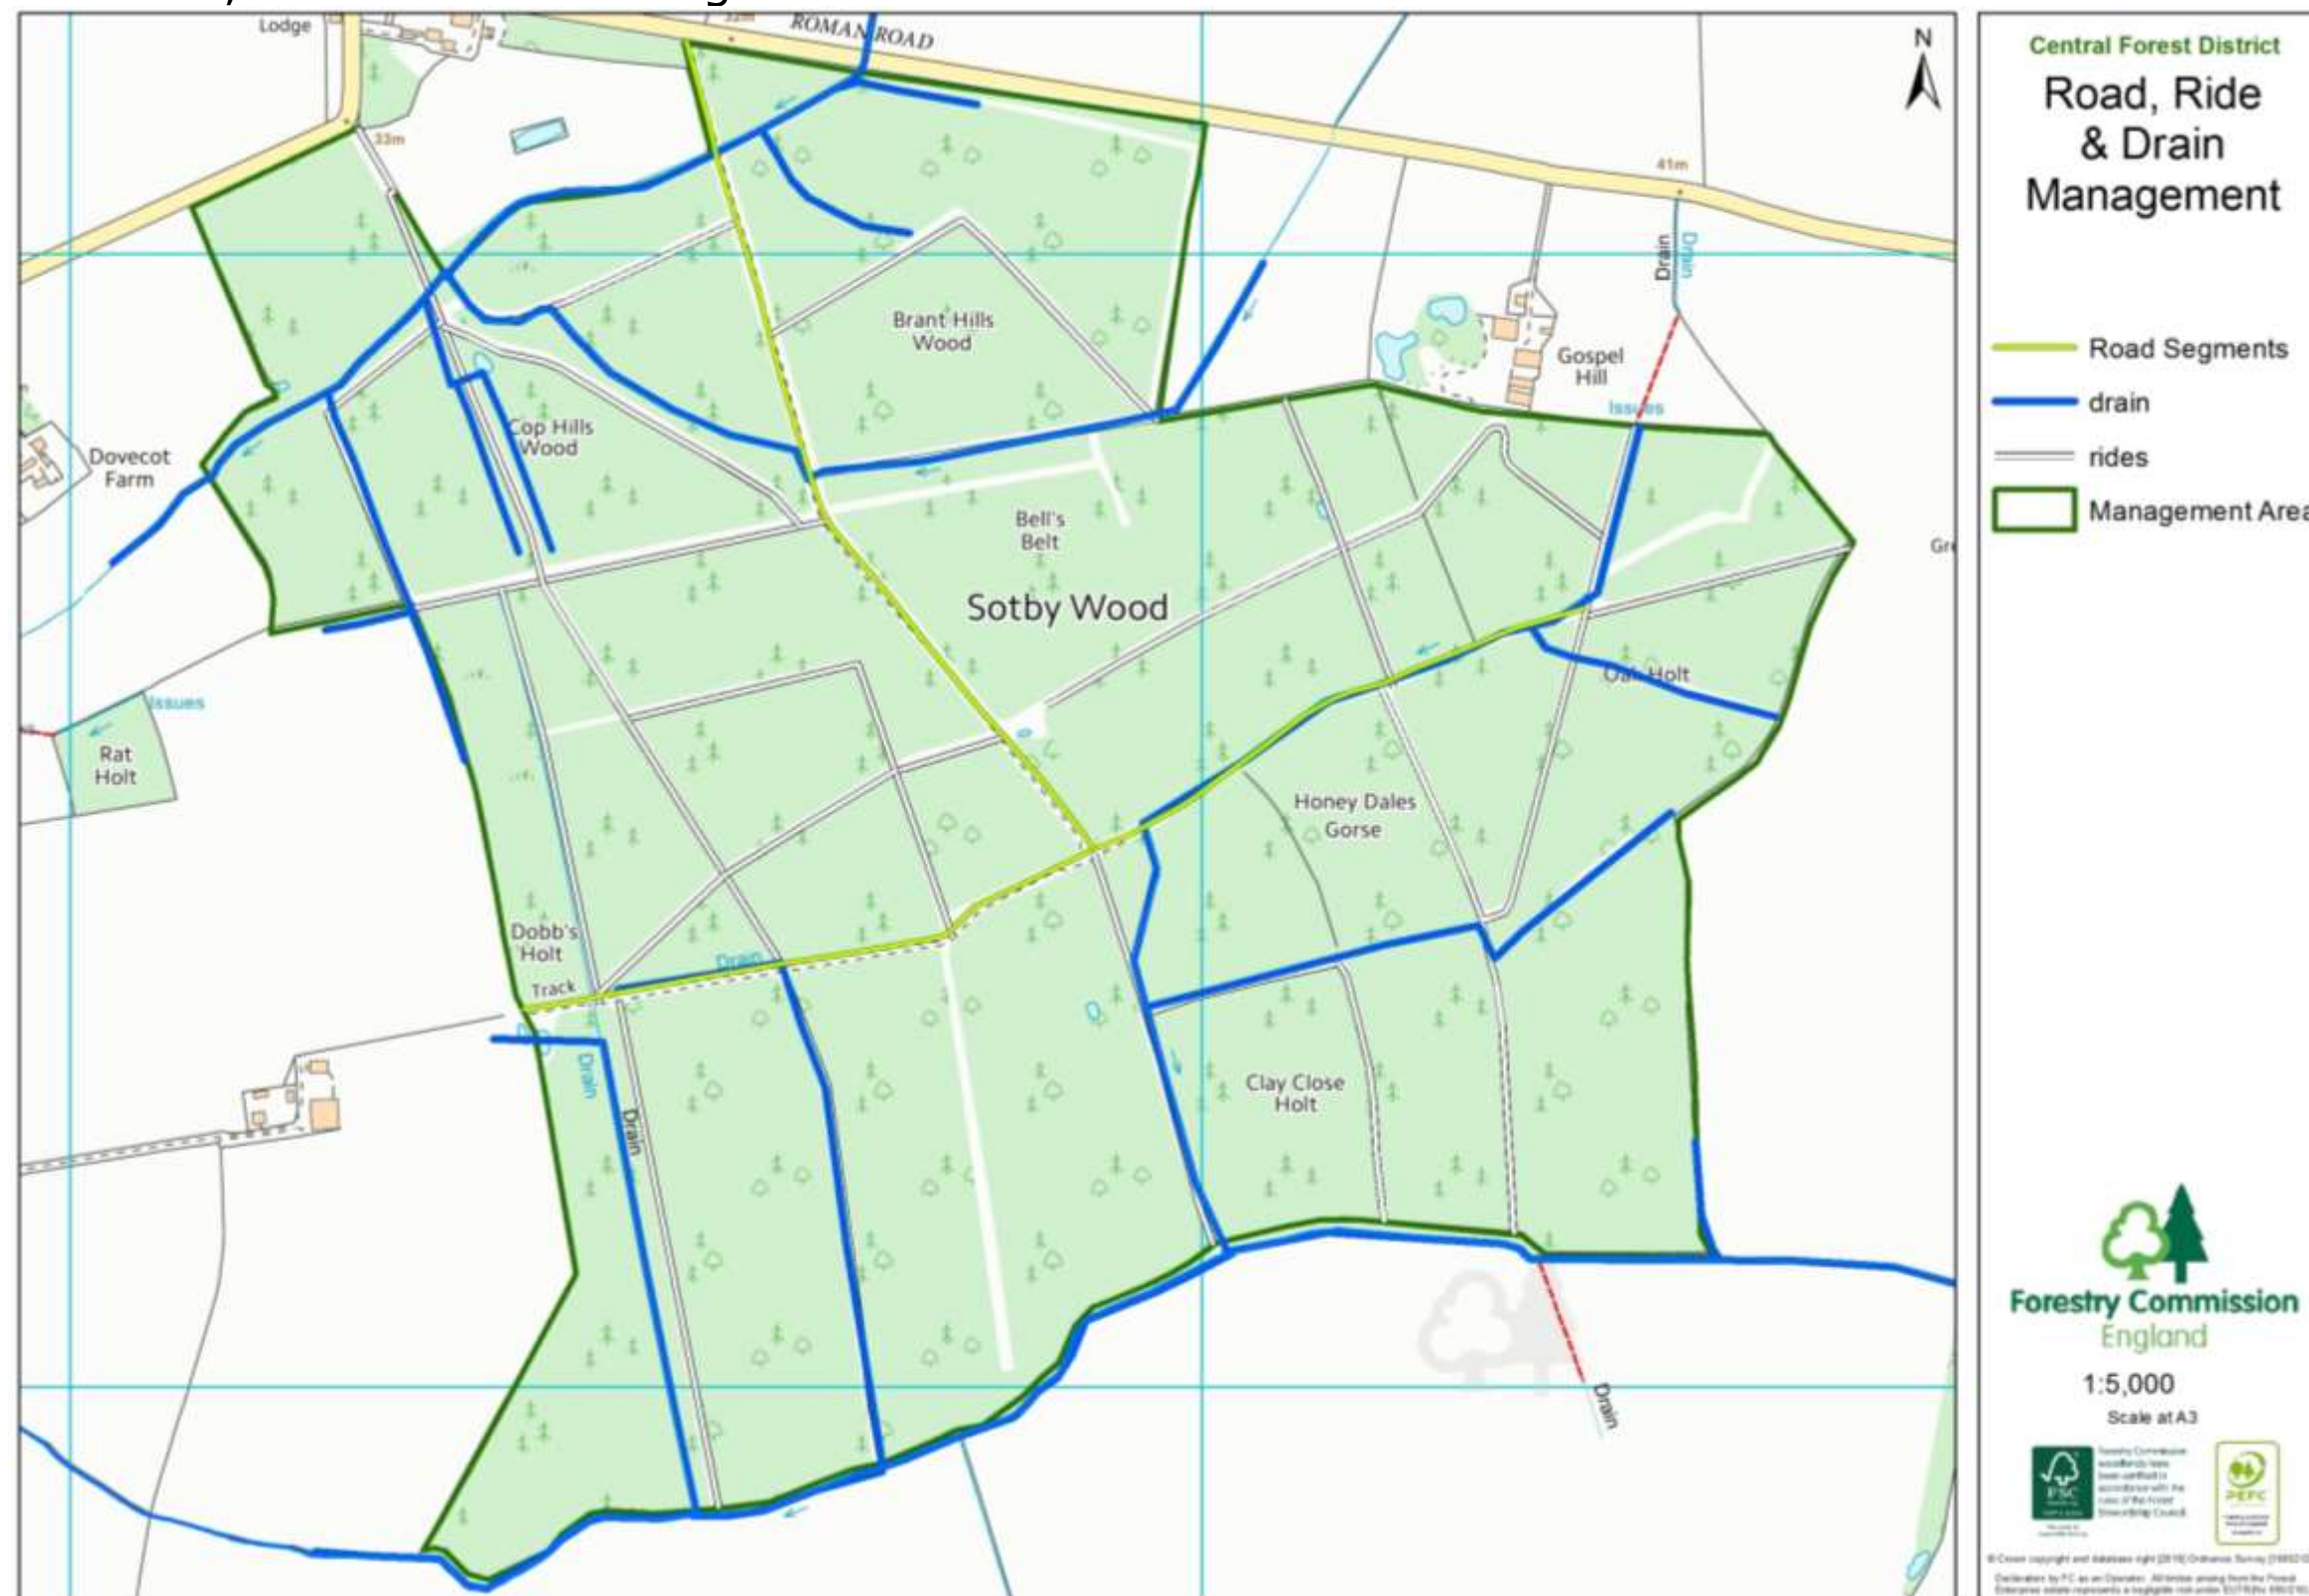 Lodge
ROMAN ROAD
33m
41m
N
Drain
Drain
Brant Hills
Wood
Gospel
Hill
Issues
Cop Hills
Wood
Dovecot
Farm
Bell's
Belt
Sotby Wood
Oak Holt
Issues
Rat
Holt
Honey Dales
Gorse
Dobb's
Holt
Drain
Track
Drain
Drain
Clay Close
Holt
Drain
Central Forest District
Road, Ride
& Drain
Management
Road Segments
drain
rides
Management Area
Forestry Commission
England
1:5,000
Scale at A3
FSC
PEFC